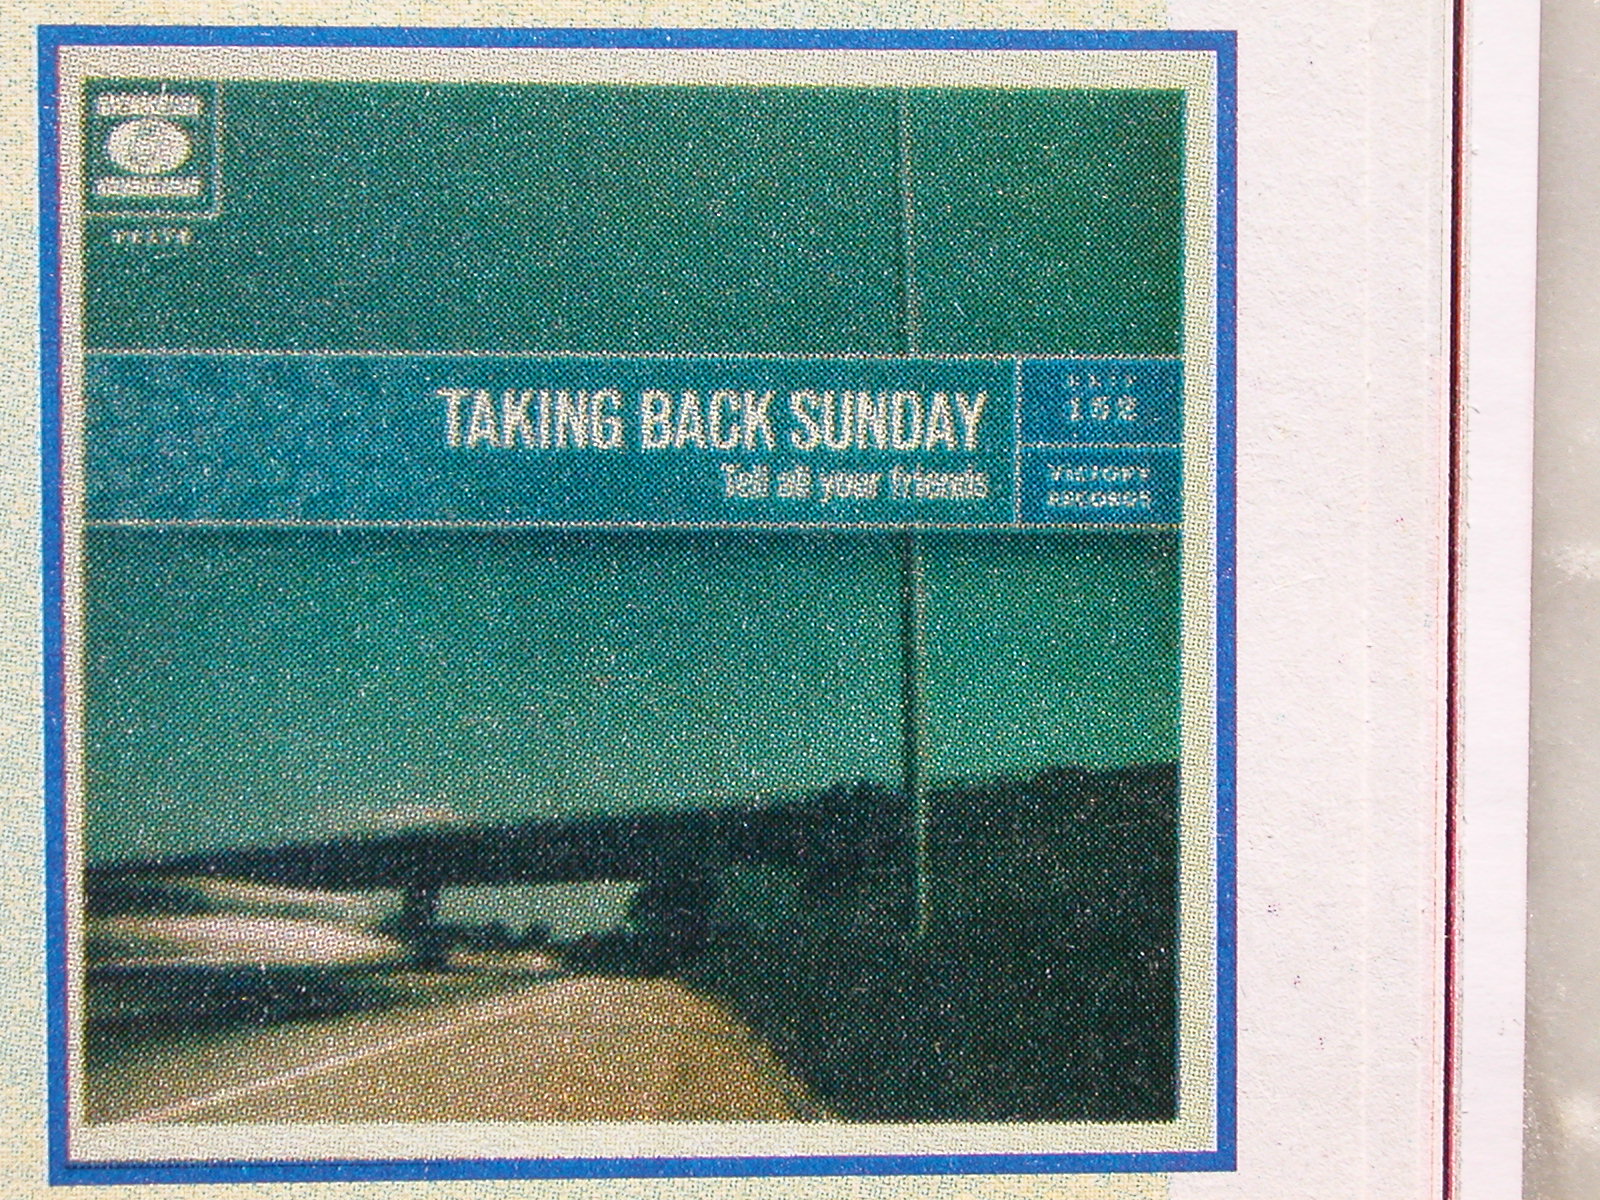 TAKING BACK SUNDAY
Tell all your friends
152
VICTORY
RECORDS